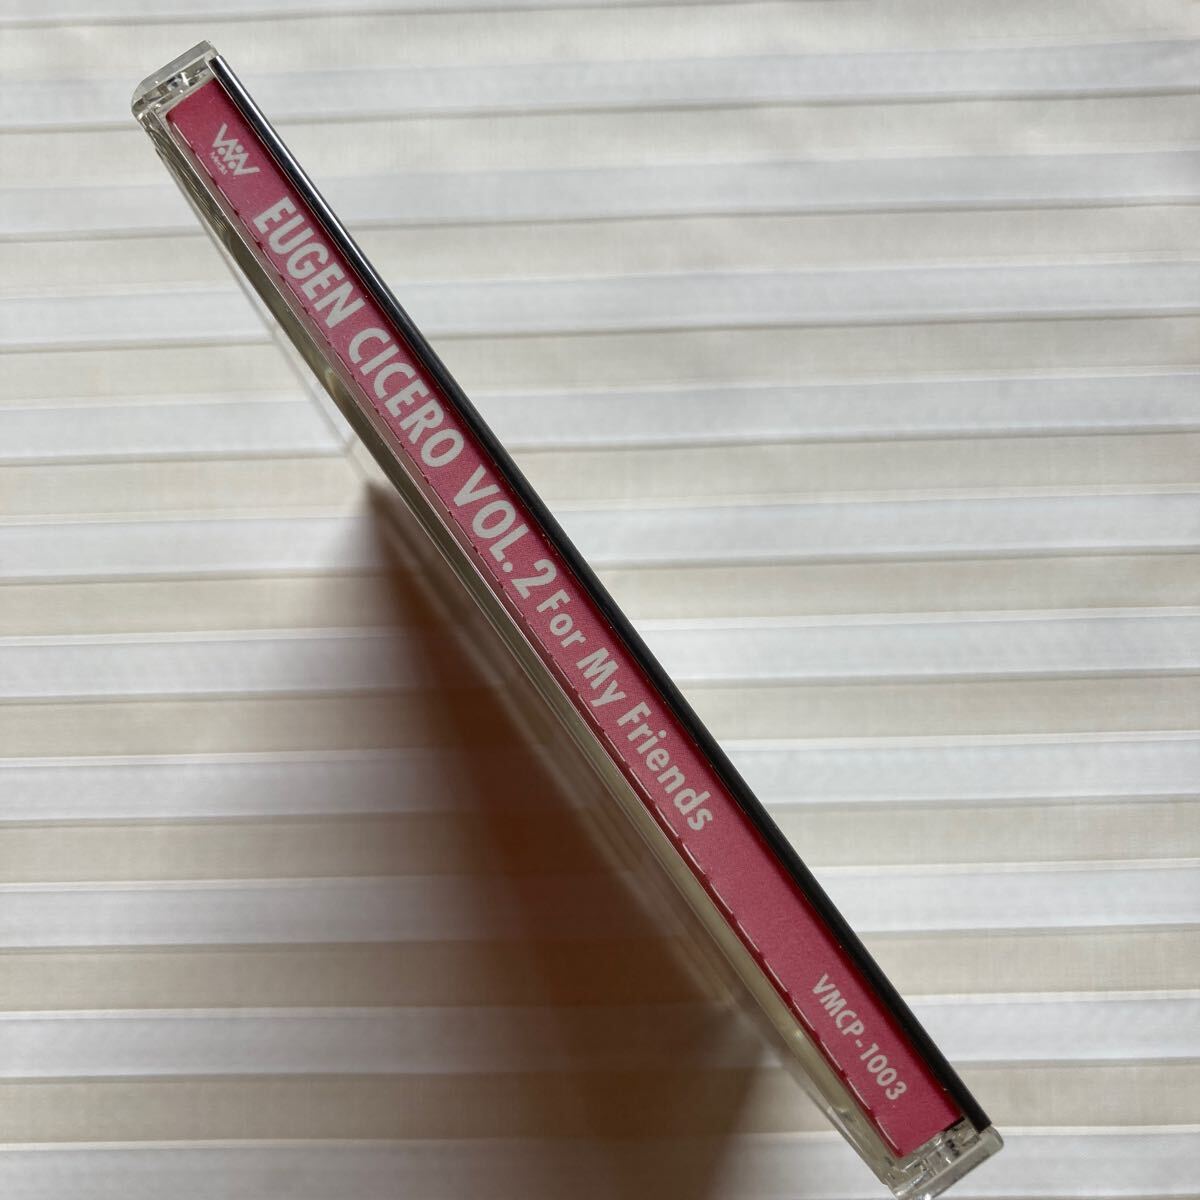 EUGEN CICERO VOL. 2 For My Friends
VMCP-1003